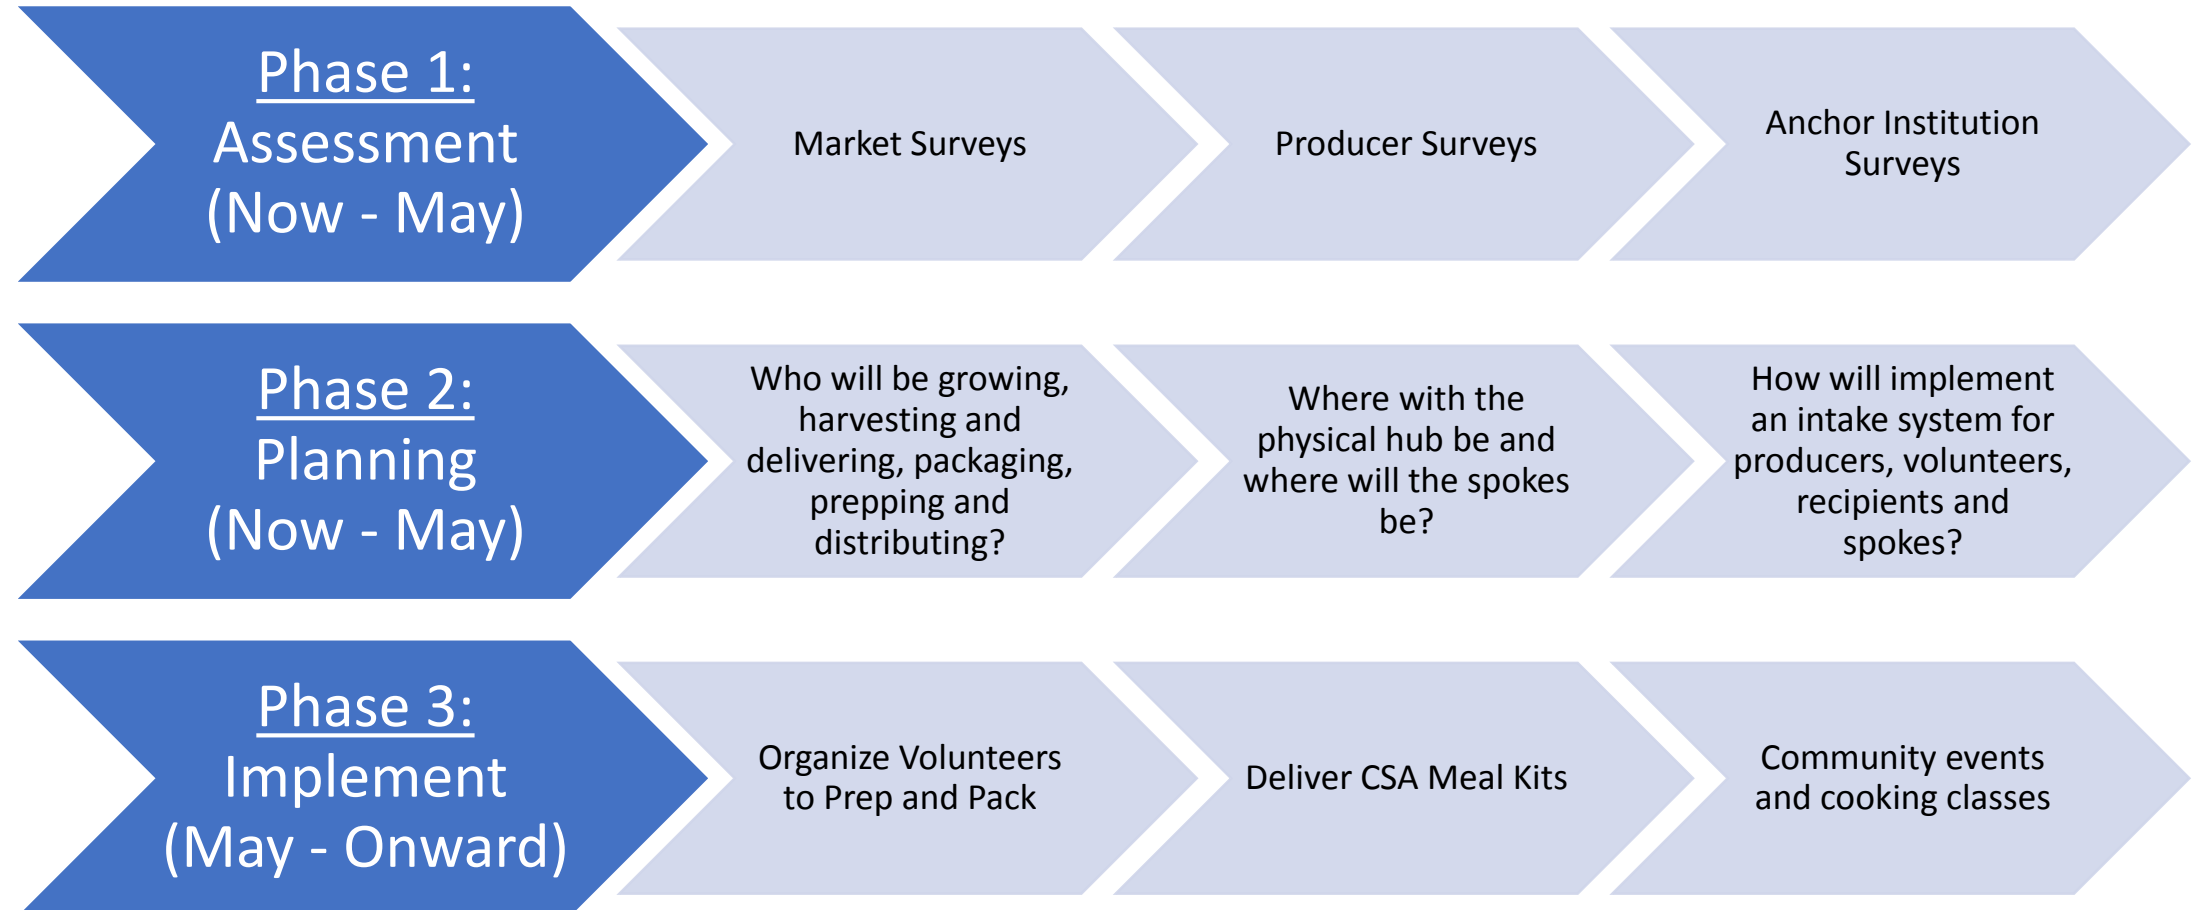 Phase 1:
Assessment
(Now - May)
Market Surveys
Producer Surveys
Anchor Institution
Surveys
Phase 2:
Planning
(Now - May)
Who will be growing,
harvesting and
delivering, packaging,
prepping and
distributing?
Where with the
physical hub be and
where will the spokes
be?
How will implement
an intake system for
producers, volunteers,
recipients and
spokes?
Phase 3:
Implement
(May - Onward)
Organize Volunteers
to Prep and Pack
Deliver CSA Meal Kits
Community events
and cooking classes